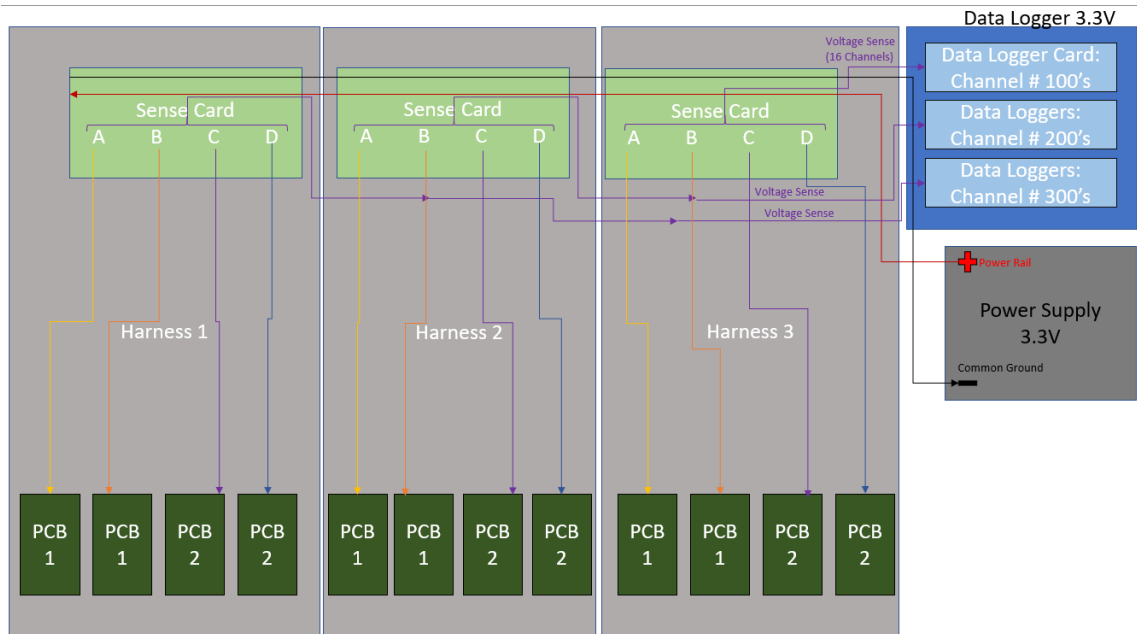 Data Logger 3.3V
Voltage Sense
(16 Channels)
Data Logger Card:
Channel # 100's
Data Loggers:
Channel # 200's
Data Loggers:
Channel # 300's
Sense Card
A B C D
Sense Card
A B C D
Sense Card
A B C D
Voltage Sense
Voltage Sense
Power Rail
Power Supply
3.3V
Common Ground
Harness 1
Harness 2
Harness 3
PCB
1
PCB
1
PCB
2
PCB
2
PCB
1
PCB
1
PCB
2
PCB
2
PCB
1
PCB
1
PCB
2
PCB
2